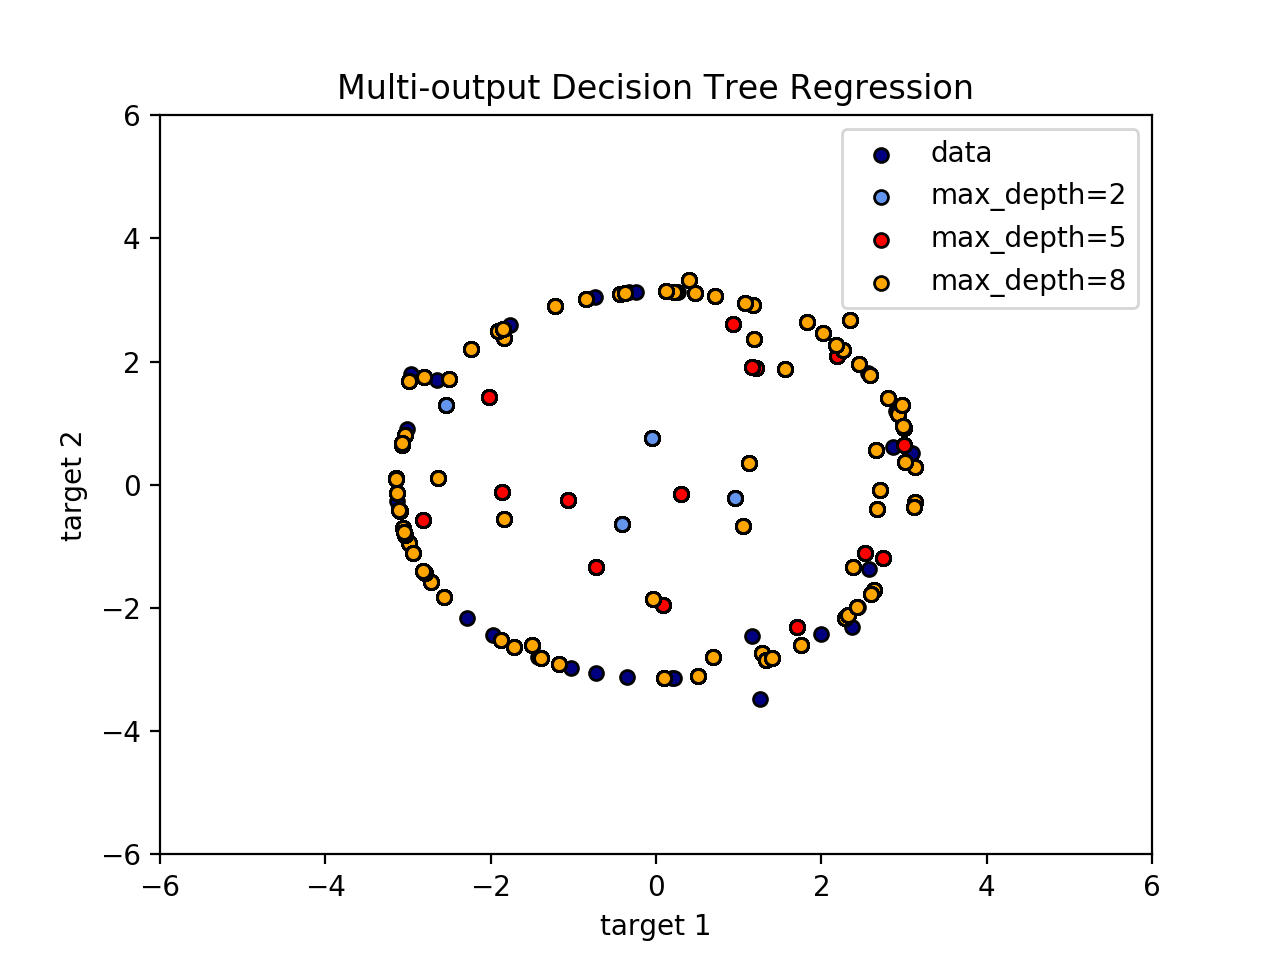 Multi-output Decision Tree Regression
data
max_depth=2
max_depth=5
max_depth=8
6
4
2
0
−2
−4
−6
target 2
−6 −4 −2 0 2 4 6
target 1